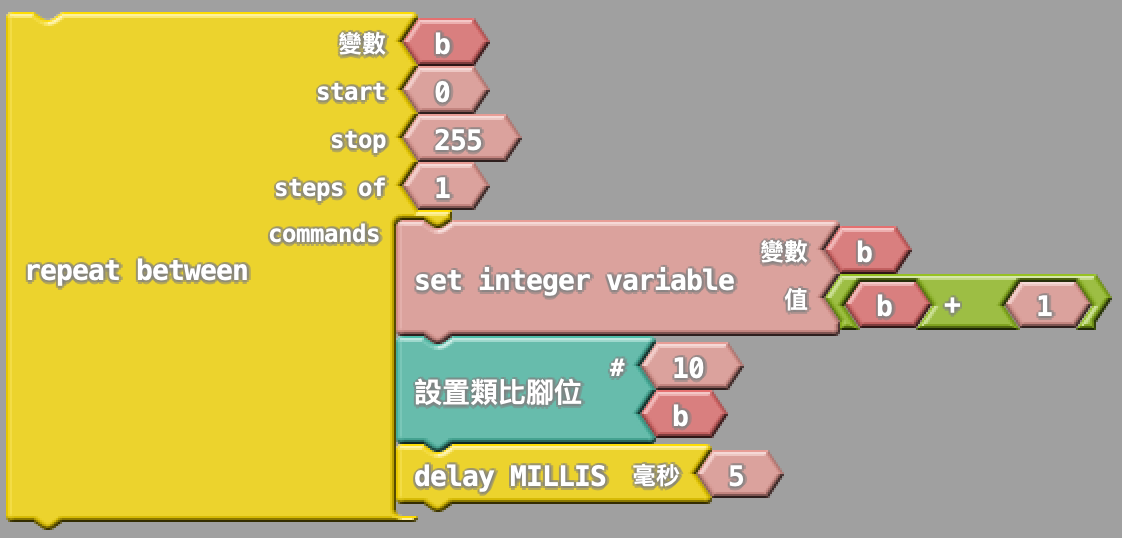 變數 b
start 0
stop 255
steps of 1
commands
repeat between
set integer variable
變數 b
值 b + 1
設置類比腳位
# 10
b
delay MILLIS 毫秒 5